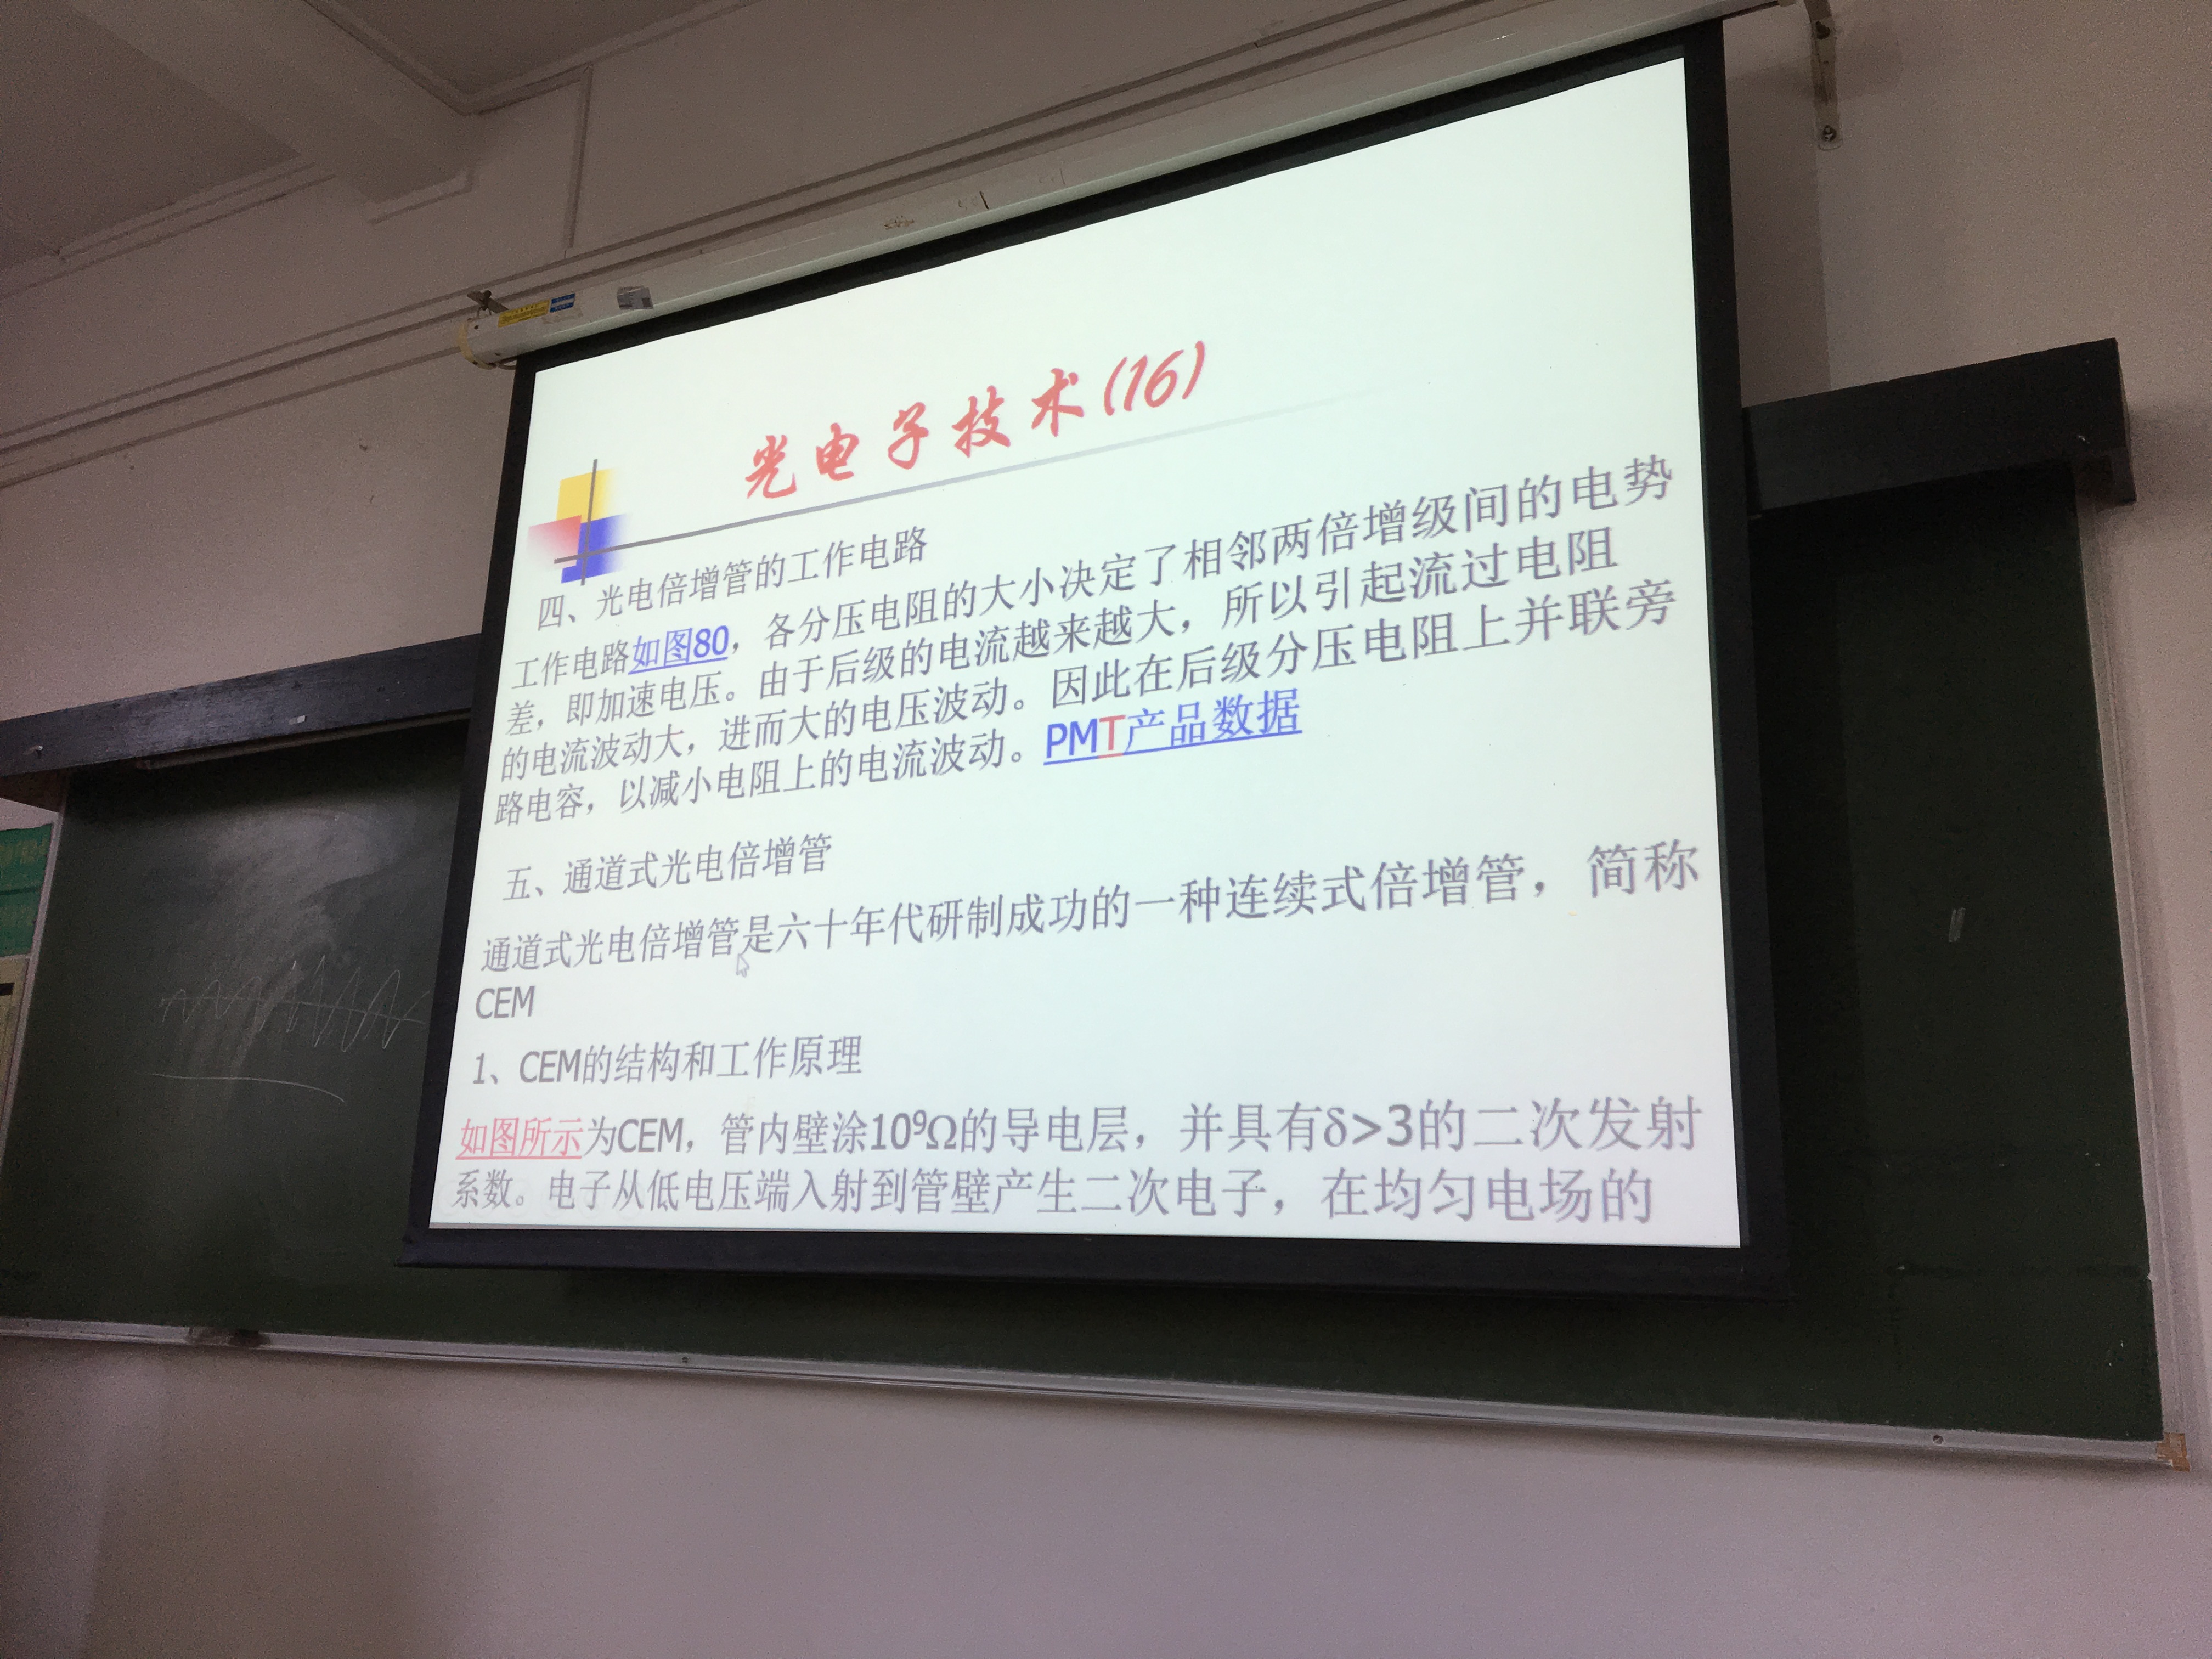 光电子技术(16)
四、光电倍增管的工作电路
工作电路如图80，各分压电阻的大小决定了相邻两倍增级间的电势
差，即加速电压。由于后级的电流越来越大，所以引起流过电阻
的电流波动大，进而大的电压波动。因此在后级分压电阻上并联旁
路电容，以减小电阻上的电流波动。PMT产品数据
五、通道式光电倍增管
通道式光电倍增管是六十年代研制成功的一种连续式倍增管，简称
CEM
1、CEM的结构和工作原理
如图所示为CEM，管内壁涂10⁹Ω的导电层，并具有δ>3的二次发射
系数。电子从低电压端入射到管壁产生二次电子，在均匀电场的